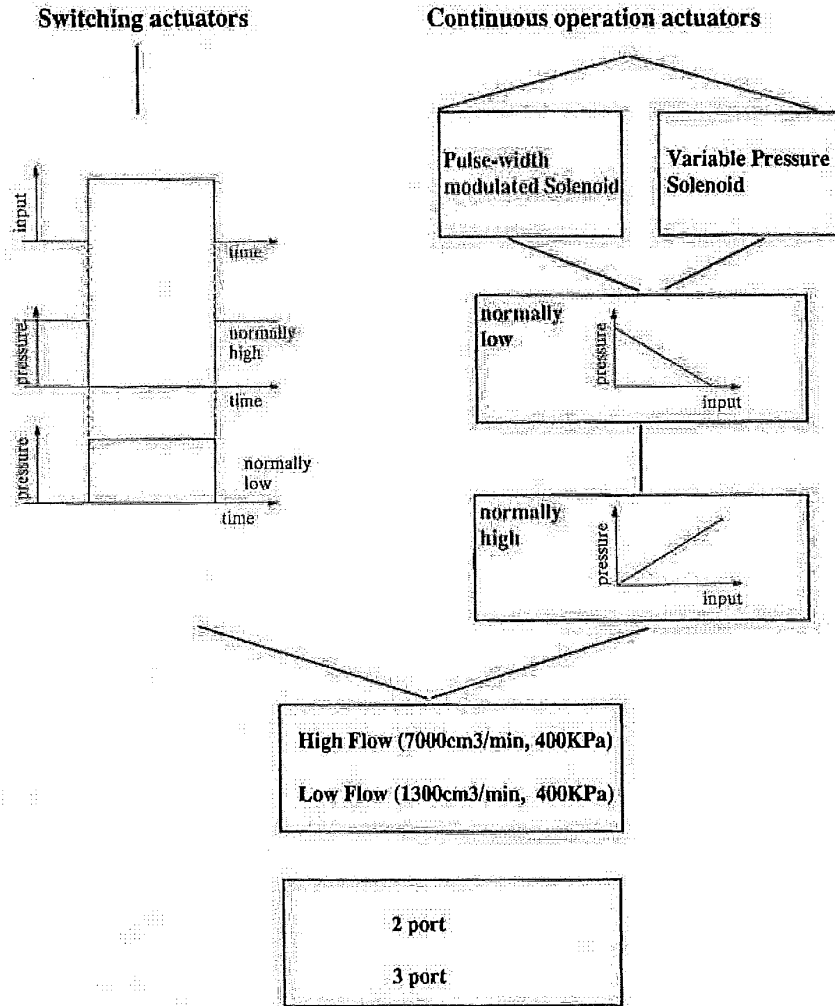 Switching actuators
Continuous operation actuators
Pulse-width
modulated Solenoid
Variable Pressure
Solenoid
input
time
pressure
normally
high
time
pressure
normally
low
time
normally
low
pressure
input
normally
high
pressure
input
High Flow (7000cm3/min, 400KPa)
Low Flow (1300cm3/min, 400KPa)
2 port
3 port